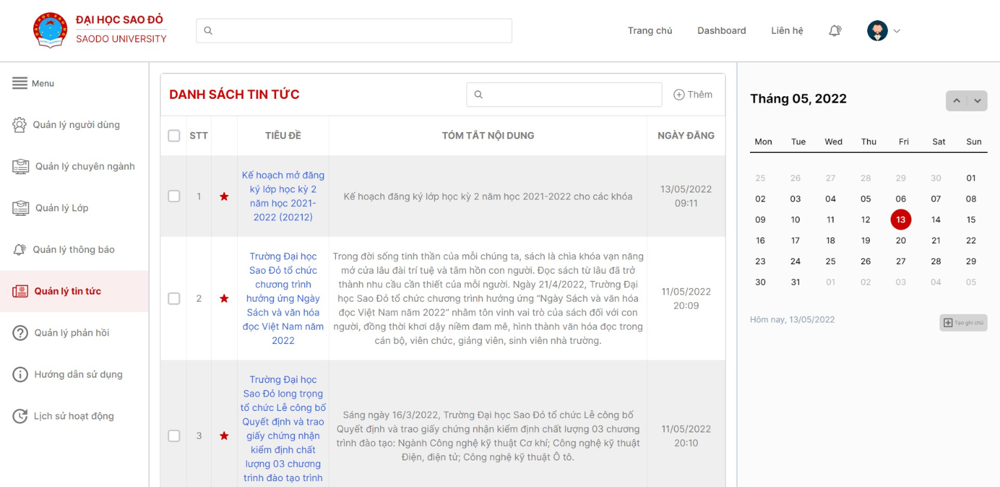 ĐẠI HỌC SAO ĐỎ
SAODO UNIVERSITY
Trang chủ
Dashboard
Liên hệ
Menu
Quản lý người dùng
Quản lý chuyên ngành
Quản lý Lớp
Quản lý thông báo
Quản lý tin tức
Quản lý phản hồi
Hướng dẫn sử dụng
Lịch sử hoạt động
DANH SÁCH TIN TỨC
Thêm
STT
TIÊU ĐỀ
TÓM TẮT NỘI DUNG
NGÀY ĐĂNG
1
Kế hoạch mở đăng
ký lớp học kỳ 2
năm học 2021-
2022 (20212)
Kế hoạch đăng ký lớp học kỳ 2 năm học 2021-2022 cho các khóa
13/05/2022
09:11
2
Trường Đại học
Sao Đỏ tổ chức
chương trình
hưởng ứng Ngày
Sách và văn hóa
đọc Việt Nam năm
2022
Trong đời sống tinh thần của mỗi chúng ta, sách là chìa khóa vạn năng
mở cửa lâu đài trí tuệ và tâm hồn con người. Đọc sách từ lâu đã trở
thành nhu cầu cần thiết của mỗi người. Ngày 21/4/2022, Trường Đại
học Sao Đỏ tổ chức chương trình hưởng ứng “Ngày Sách và văn hóa
đọc Việt Nam năm 2022” nhằm tôn vinh vai trò của sách đối với con
người, đồng thời khơi dậy niềm đam mê, hình thành văn hóa đọc trong
cán bộ, viên chức, giảng viên, sinh viên nhà trường.
11/05/2022
20:09
3
Trường Đại học
Sao Đỏ long trọng
tổ chức Lễ công bố
Quyết định và trao
giấy chứng nhận
kiểm định chất
lượng 03 chương
trình đào tạo trình
Sáng ngày 16/3/2022, Trường Đại học Sao Đỏ tổ chức Lễ công bố
Quyết định và trao giấy chứng nhận kiểm định chất lượng 03 chương
trình đào tạo: Ngành Công nghệ kỹ thuật Cơ khí; Công nghệ kỹ thuật
Điện, điện tử; Công nghệ kỹ thuật Ô tô.
11/05/2022
20:10
Tháng 05, 2022
Mon Tue Wed Thu Fri Sat Sun
25 26 27 28 29 30 01
02 03 04 05 06 07 08
09 10 11 12 13 14 15
16 17 18 19 20 21 22
23 24 25 26 27 28 29
30 31 01 02 03 04 05
Hôm nay, 13/05/2022
Tạo ghi chú